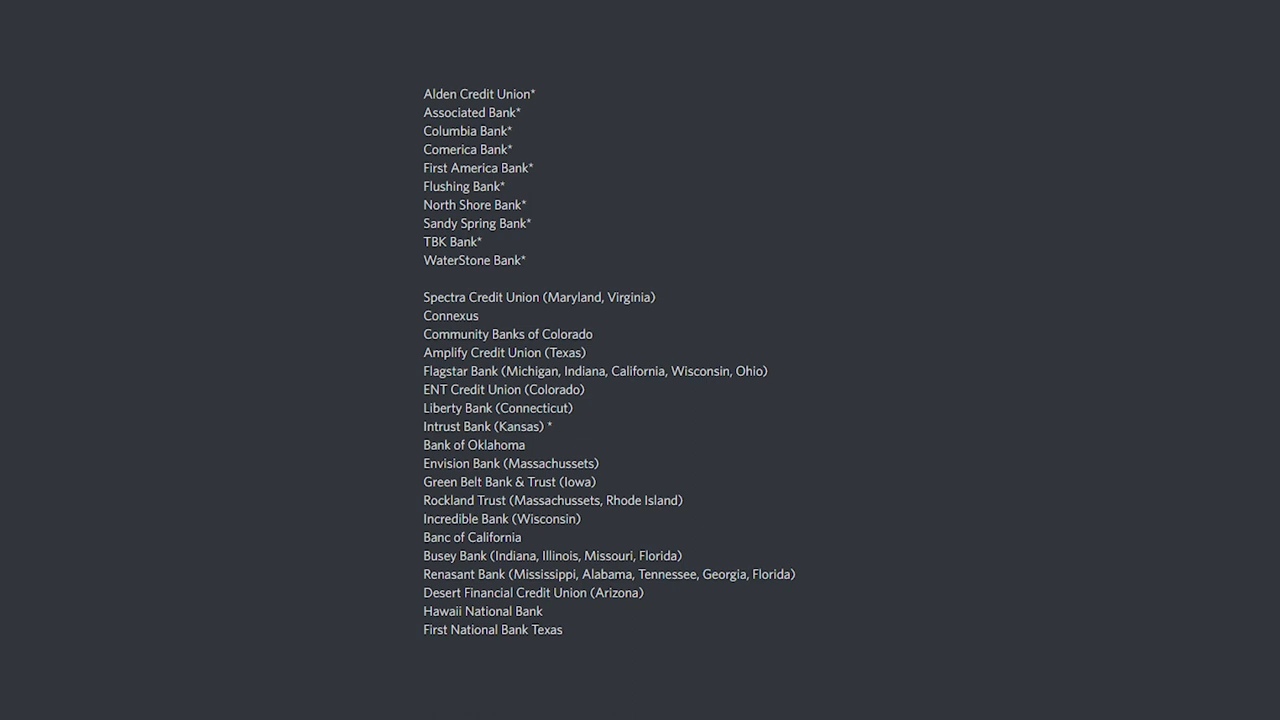 Alden Credit Union*
Associated Bank*
Columbia Bank*
Comerica Bank*
First America Bank*
Flushing Bank*
North Shore Bank*
Sandy Spring Bank*
TBK Bank*
WaterStone Bank*
Spectra Credit Union (Maryland, Virginia)
Connexus
Community Banks of Colorado
Amplify Credit Union (Texas)
Flagstar Bank (Michigan, Indiana, California, Wisconsin, Ohio)
ENT Credit Union (Colorado)
Liberty Bank (Connecticut)
Intrust Bank (Kansas) *
Bank of Oklahoma
Envision Bank (Massachussets)
Green Belt Bank & Trust (Iowa)
Rockland Trust (Massachussets, Rhode Island)
Incredible Bank (Wisconsin)
Banc of California
Busey Bank (Indiana, Illinois, Missouri, Florida)
Renasant Bank (Mississippi, Alabama, Tennessee, Georgia, Florida)
Desert Financial Credit Union (Arizona)
Hawaii National Bank
First National Bank Texas